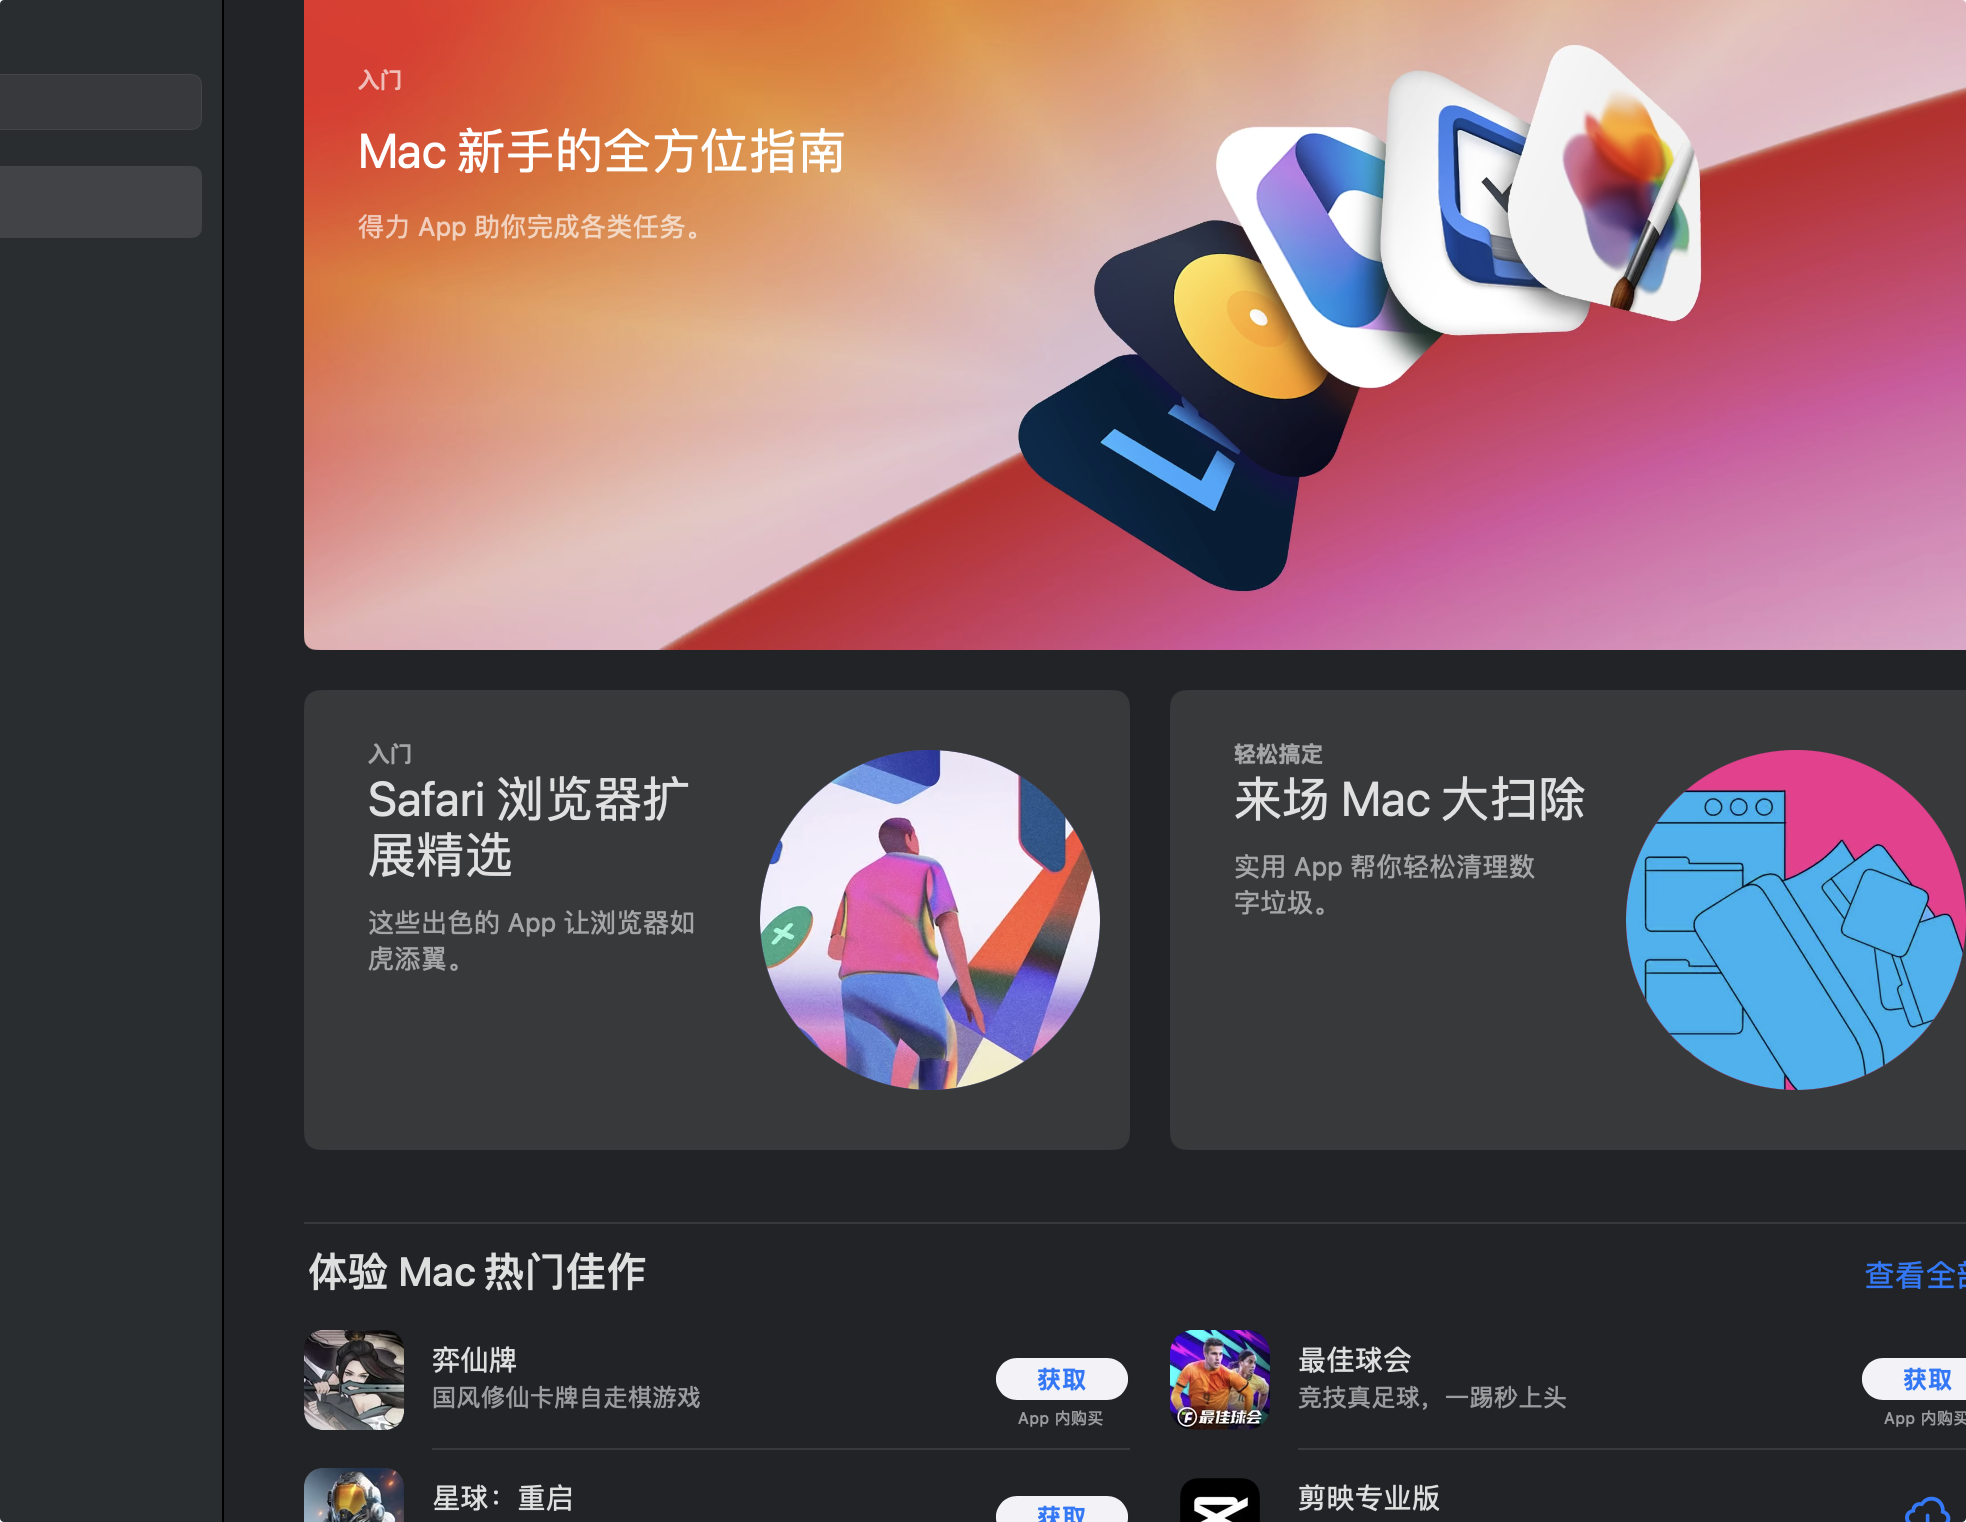 入门
Mac 新手的全方位指南
得力 App 助你完成各类任务。
入门
Safari 浏览器扩
展精选
这些出色的 App 让浏览器如
虎添翼。
轻松搞定
来场 Mac 大扫除
实用 App 帮你轻松清理数
字垃圾。
体验 Mac 热门佳作
查看全部
弈仙牌
国风修仙卡牌自走棋游戏
获取
App 内购买
最佳球会
最佳球会
竞技真足球，一踢秒上头
获取
App 内购买
星球：重启
获取
剪映专业版